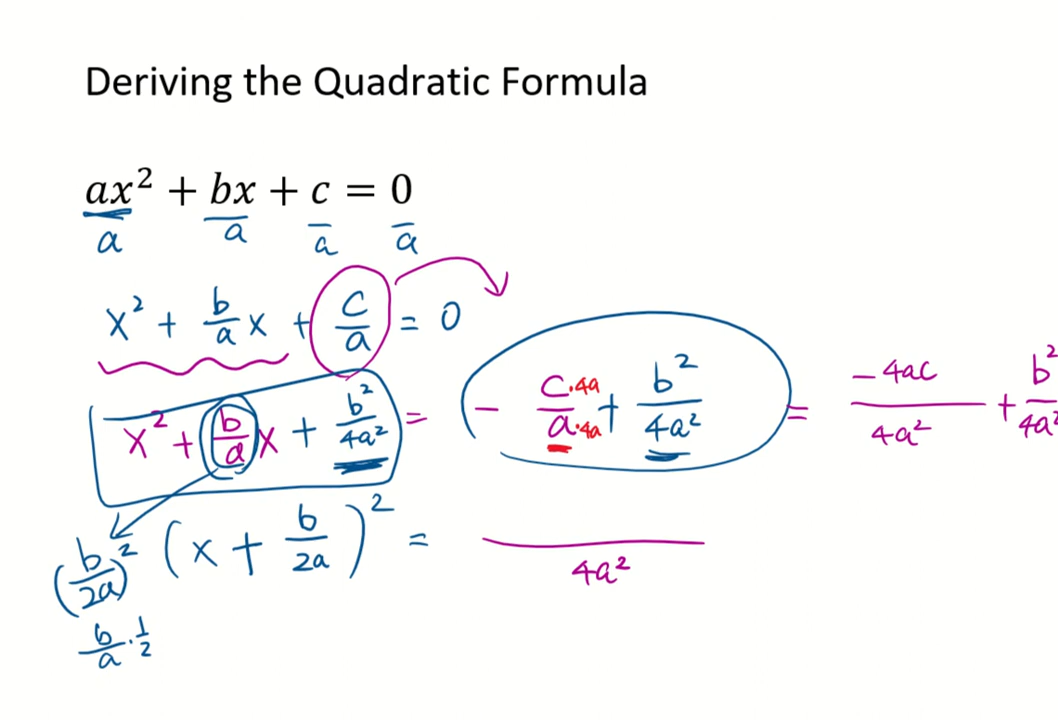 Deriving the Quadratic Formula
ax² + bx + c = 0
a a a a
x² + b/a x + c/a = 0
x² + b/a x + b²/4a² = - c·4a/a·4a + b²/4a² = -4ac/4a² + b²/4a²
(b/2a)² (x + b/2a)² = /4a²
b/a · 1/2